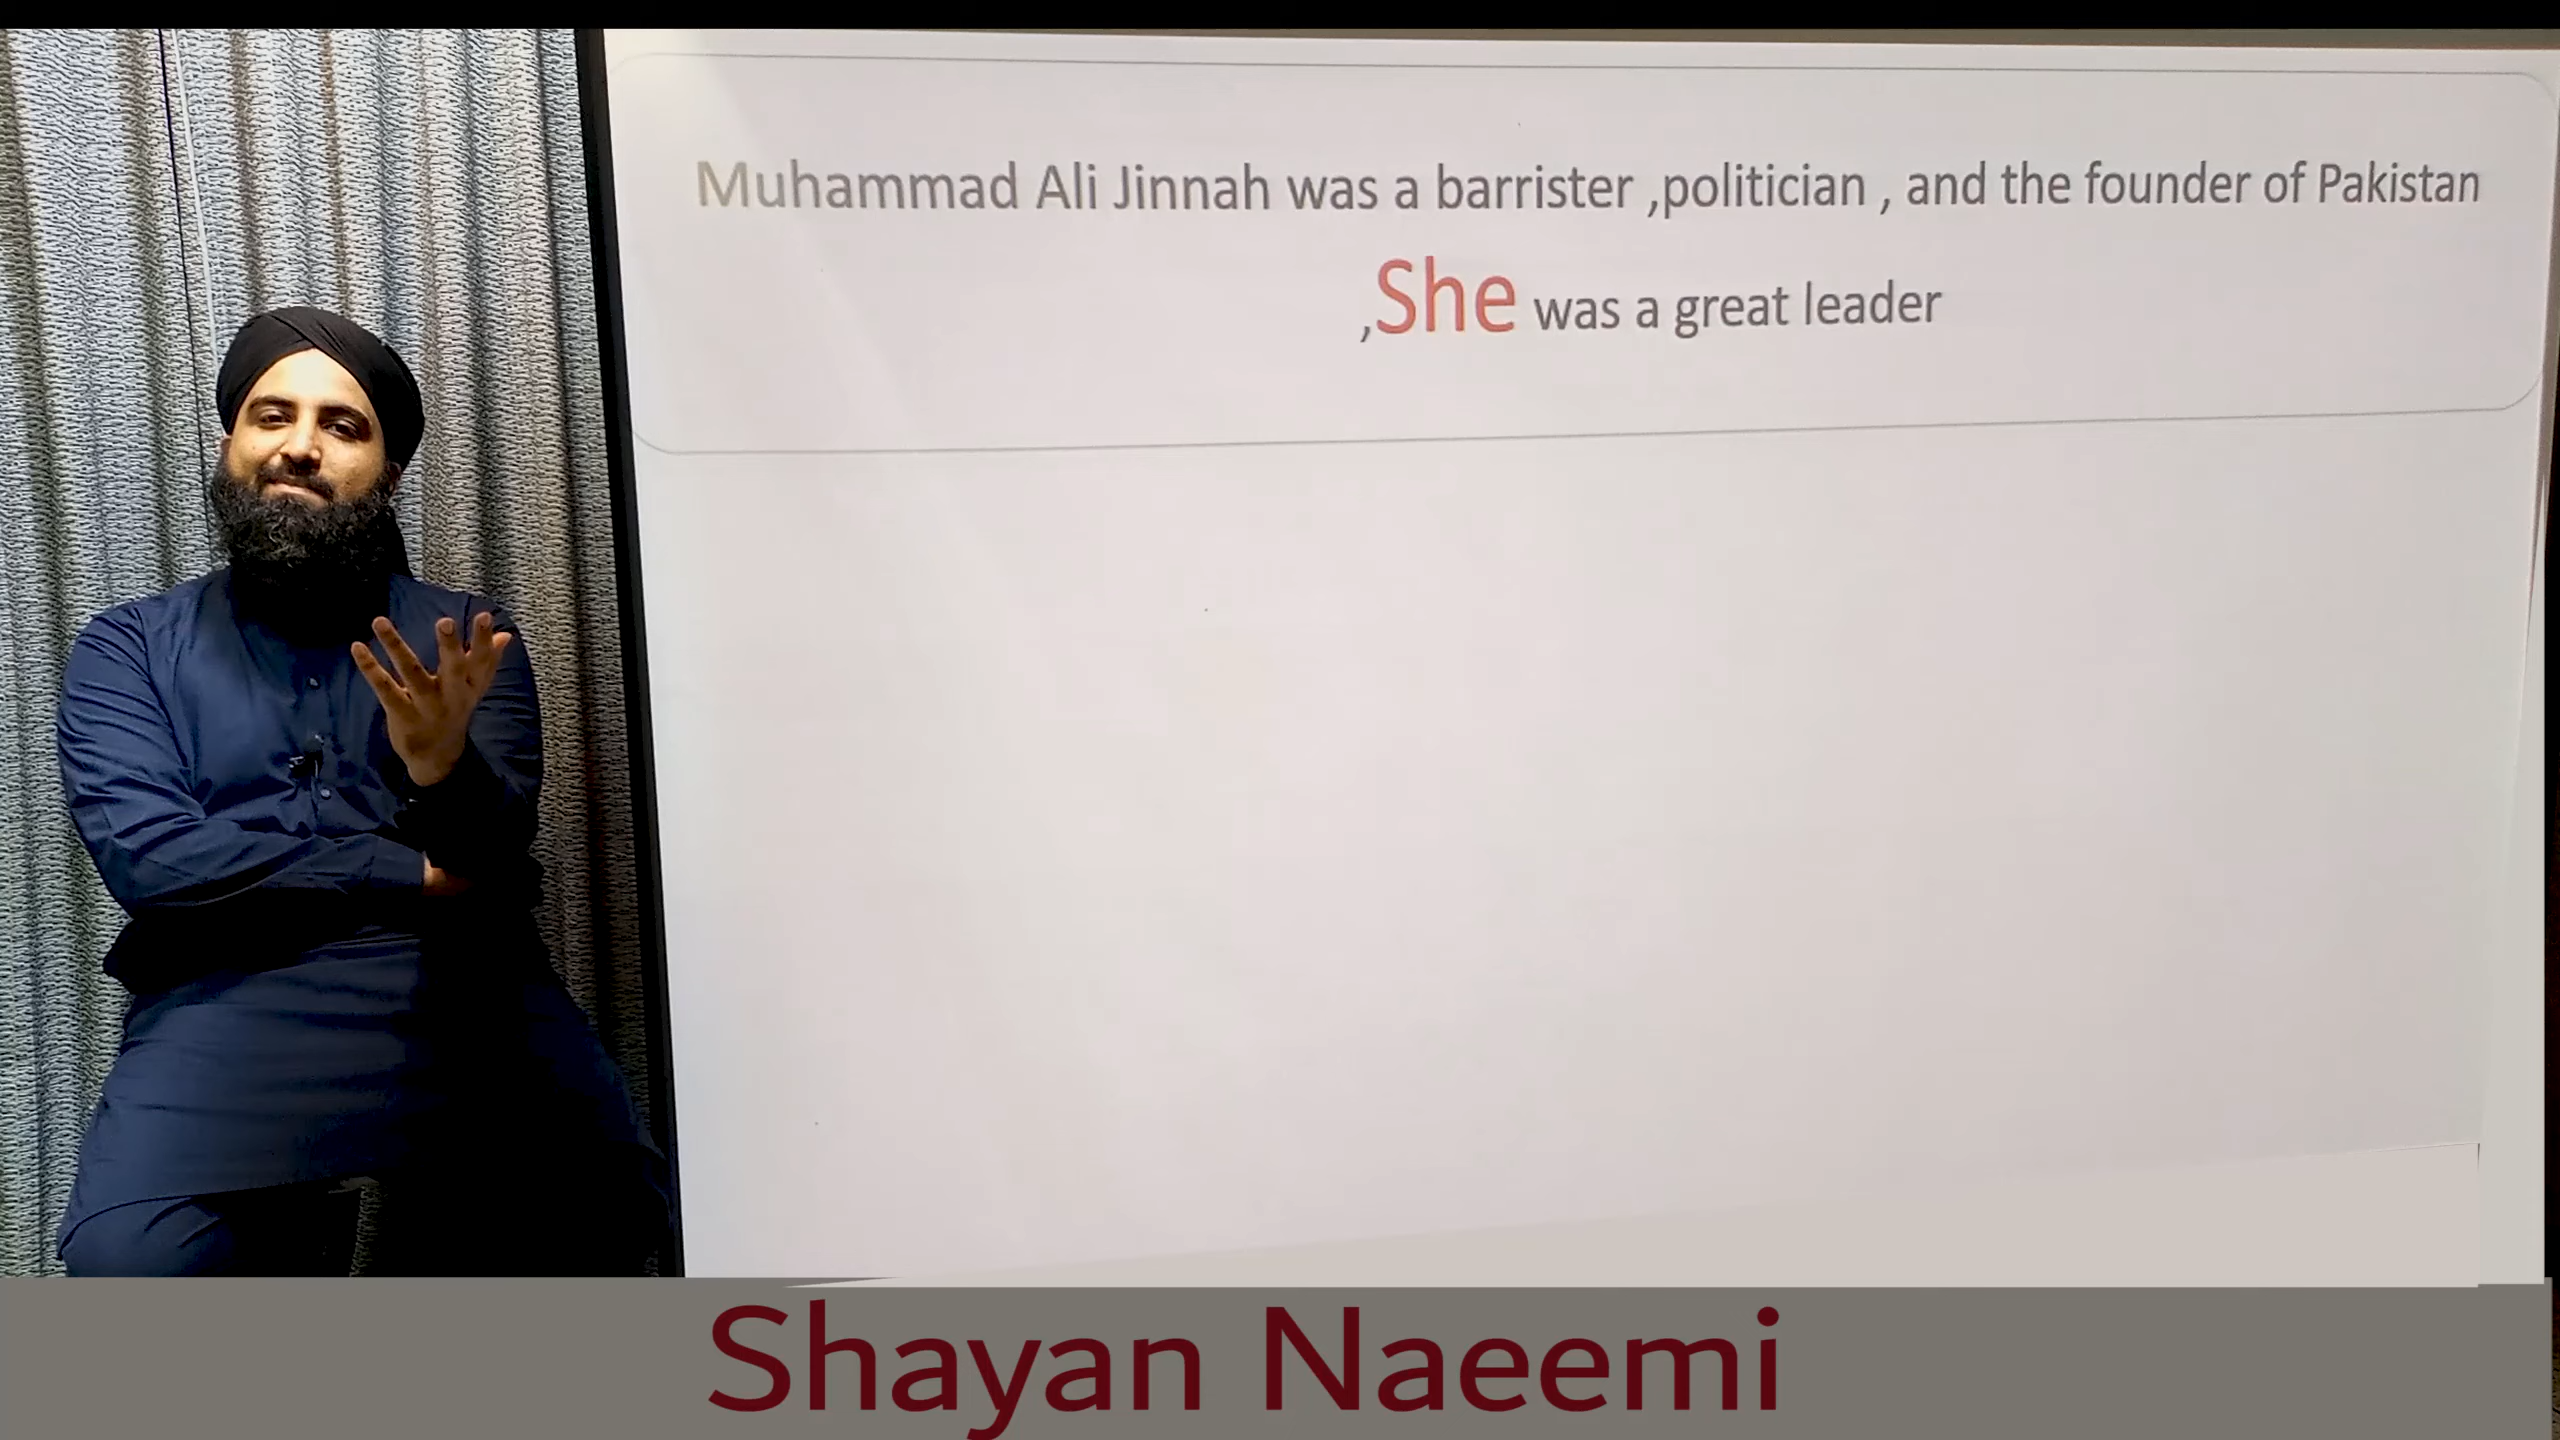 Muhammad Ali Jinnah was a barrister ,politician , and the founder of Pakistan
,She was a great leader
Shayan Naeemi